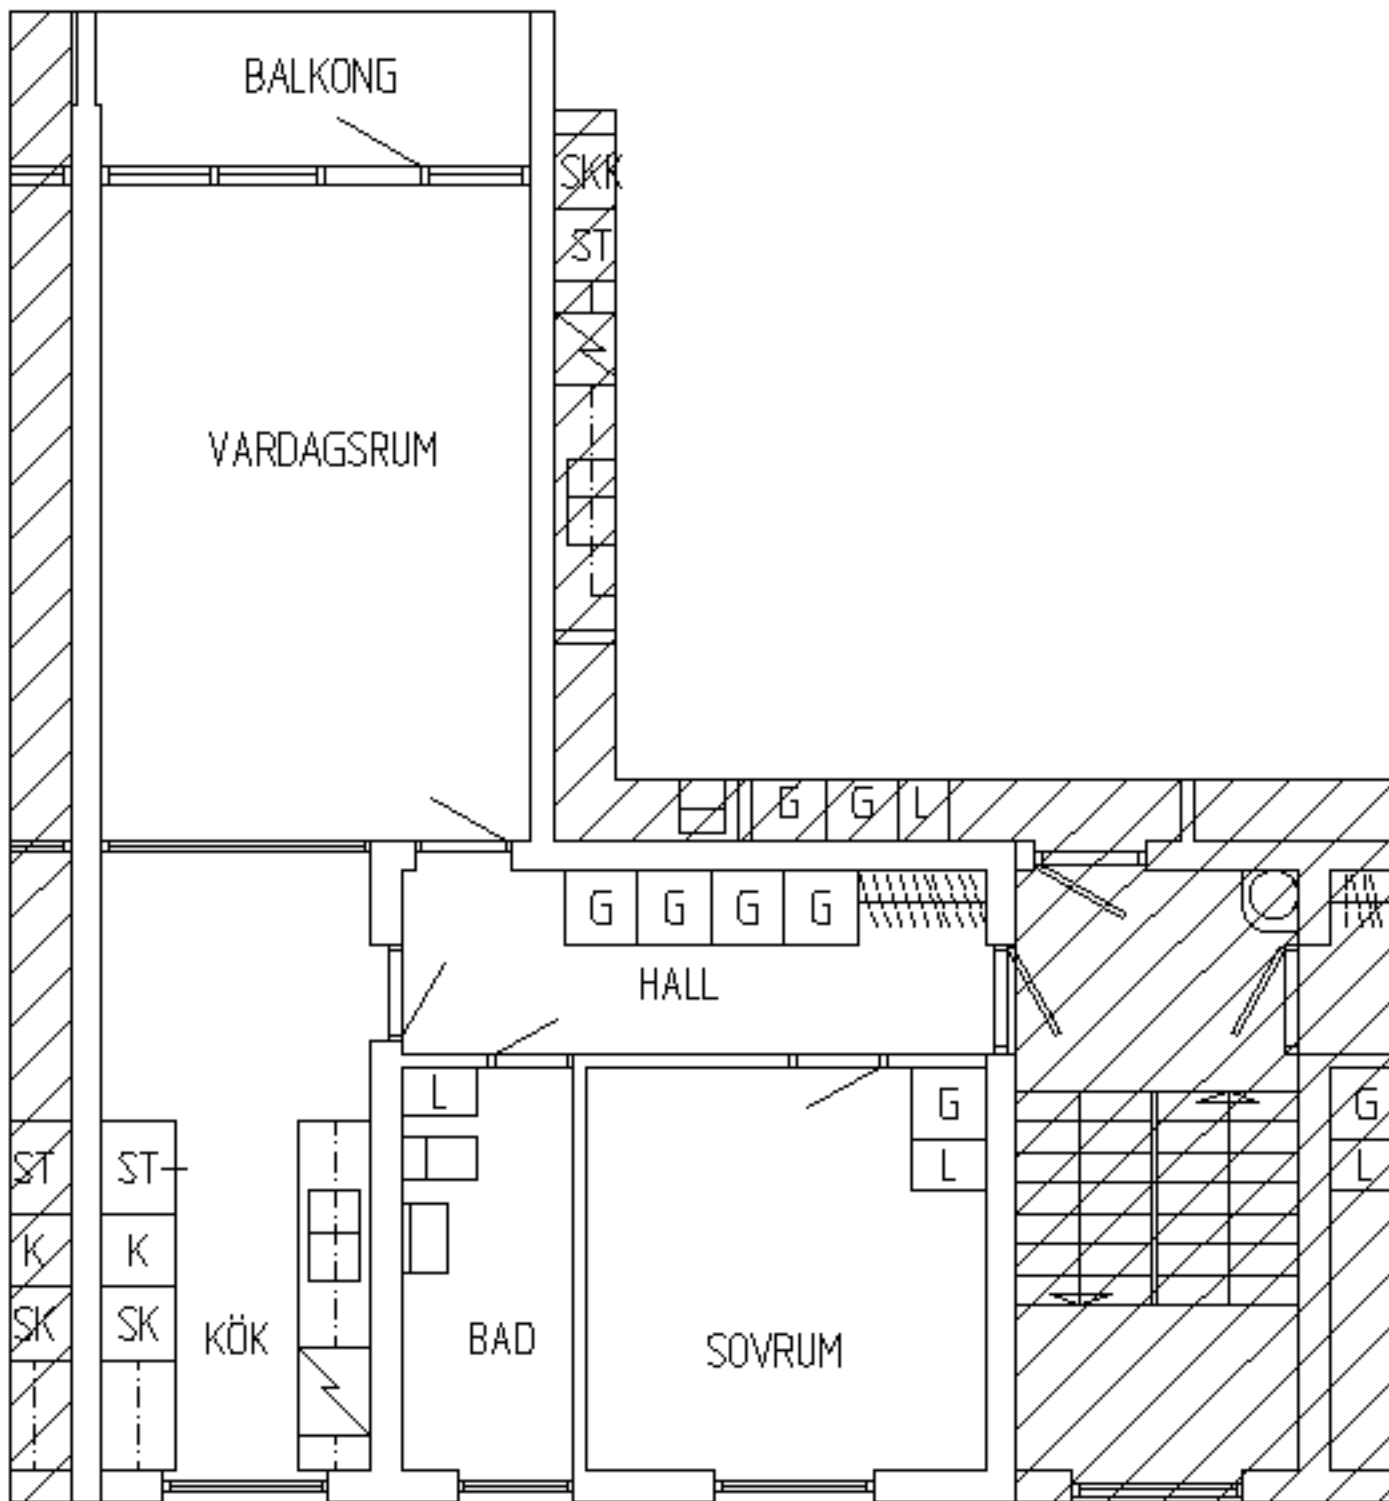 BALKONG
SKK
ST
VARDAGSRUM
G G L
G G G G
HALL
L
G
G
ST
ST
L
L
K
K
SK
SK
KÖK
BAD
SOVRUM